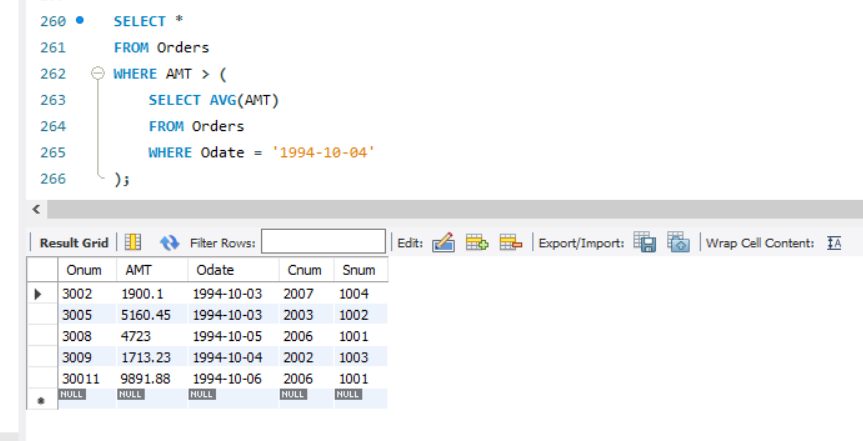 260 SELECT *
261 FROM Orders
262 WHERE AMT > (
263 SELECT AVG(AMT)
264 FROM Orders
265 WHERE Odate = '1994-10-04'
266 );
Result Grid Filter Rows: Edit: Export/Import: Wrap Cell Content: IA
Onum AMT Odate Cnum Snum
3002 1900.1 1994-10-03 2007 1004
3005 5160.45 1994-10-03 2003 1002
3008 4723 1994-10-05 2006 1001
3009 1713.23 1994-10-04 2002 1003
30011 9891.88 1994-10-06 2006 1001
NULL NULL NULL NULL NULL